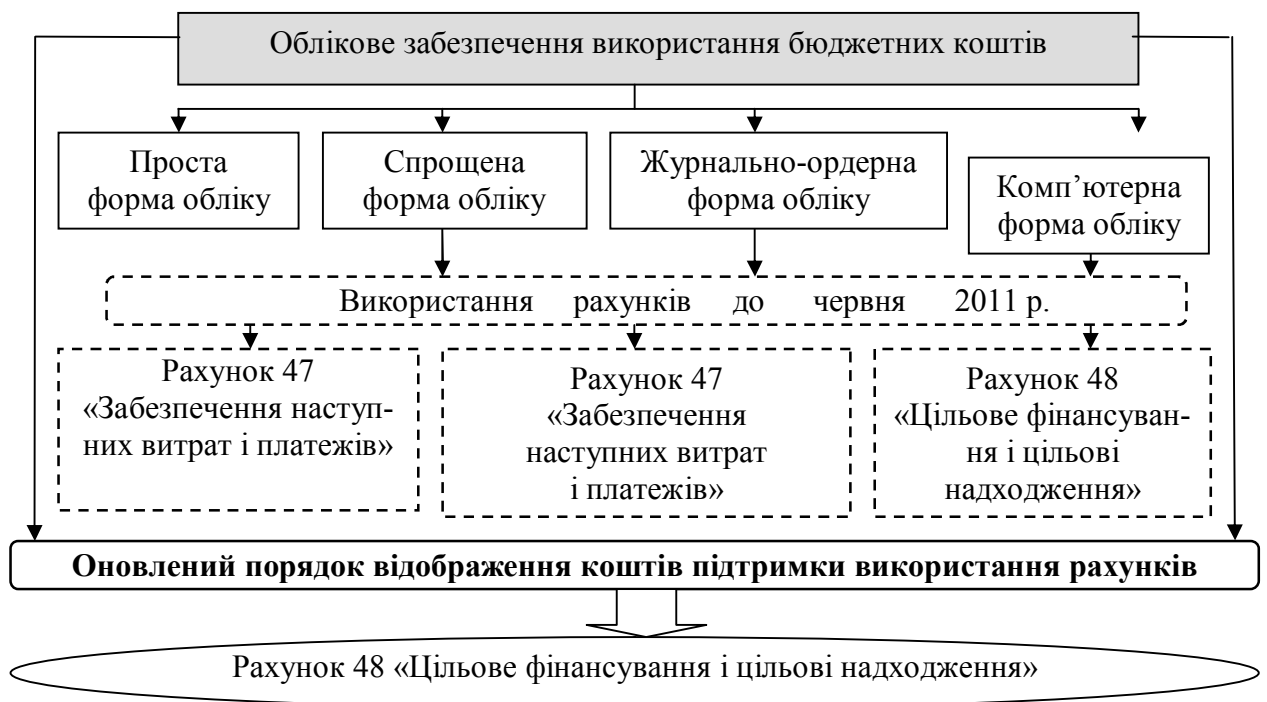 Облікове забезпечення використання бюджетних коштів
Проста
форма обліку
Спрощена
форма обліку
Журнально-ордерна
форма обліку
Комп’ютерна
форма обліку
Використання рахунків до червня 2011 р.
Рахунок 47
«Забезпечення наступ-
них витрат і платежів»
Рахунок 47
«Забезпечення
наступних витрат
і платежів»
Рахунок 48
«Цільове фінансуван-
ня і цільові
надходження»
Оновлений порядок відображення коштів підтримки використання рахунків
Рахунок 48 «Цільове фінансування і цільові надходження»